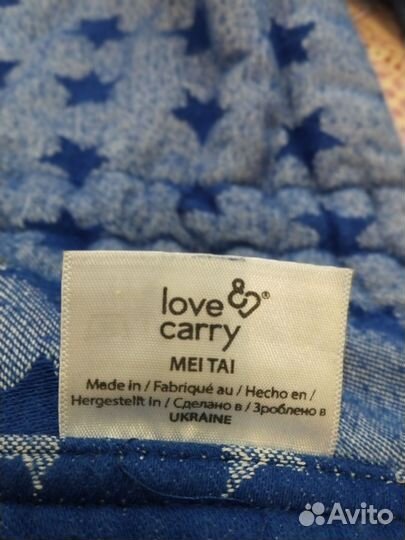 love &®
carry
MEI TAI
Made in / Fabriqué au / Hecho en /
Hergestellt in / Сделано в / Зроблено в
UKRAINE
Avito